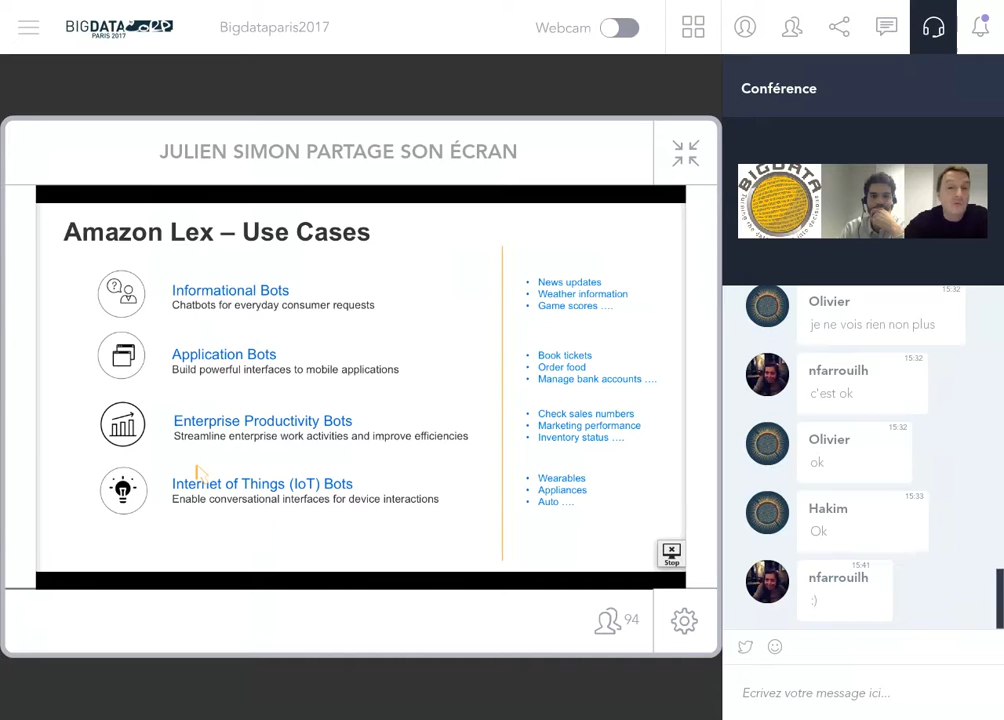 BIGDATA
PARIS 2017
Bigdataparis2017
Webcam
Conférence
JULIEN SIMON PARTAGE SON ÉCRAN
BIGDATA
Amazon Lex – Use Cases
Informational Bots
Chatbots for everyday consumer requests
• News updates
• Weather information
• Game scores ….
Application Bots
Build powerful interfaces to mobile applications
• Book tickets
• Order food
• Manage bank accounts ….
Enterprise Productivity Bots
Streamline enterprise work activities and improve efficiencies
• Check sales numbers
• Marketing performance
• Inventory status ….
Internet of Things (IoT) Bots
Enable conversational interfaces for device interactions
• Wearables
• Appliances
• Auto ….
Stop
94
15:32
Olivier
je ne vois rien non plus
15:32
nfarrouilh
c'est ok
15:32
Olivier
ok
15:33
Hakim
Ok
15:41
nfarrouilh
:)
Ecrivez votre message ici...